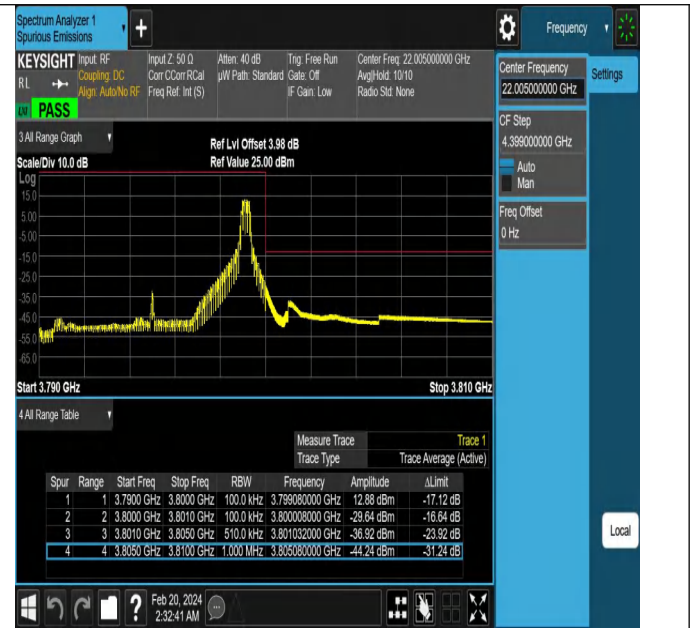 Spectrum Analyzer 1
Spurious Emissions
+
Frequency
KEYSIGHT
RL
PASS
Input: RF
Coupling: DC
Align: Auto/No RF
Input Z: 50 Ω
Corr CCorr RCal
Freq Ref: Int (S)
Atten: 40 dB
µW Path: Standard
Trig: Free Run
Gate: Off
IF Gain: Low
Center Freq: 22.005000000 GHz
Avg|Hold: 10/10
Radio Std: None
Center Frequency
22.005000000 GHz
Settings
CF Step
4.399000000 GHz
Auto
Man
Freq Offset
0 Hz
3 All Range Graph
Scale/Div 10.0 dB
Ref Lvl Offset 3.98 dB
Ref Value 25.00 dBm
Log
15.0
5.00
-5.00
-15.0
-25.0
-35.0
-45.0
-55.0
-65.0
Start 3.790 GHz
Stop 3.810 GHz
4 All Range Table
Measure Trace Trace 1
Trace Type Trace Average (Active)
Spur Range Start Freq Stop Freq RBW Frequency Amplitude ΔLimit
1 1 3.7900 GHz 3.8000 GHz 100.0 kHz 3.799080000 GHz 12.88 dBm -17.12 dB
2 2 3.8000 GHz 3.8010 GHz 100.0 kHz 3.800008000 GHz -29.64 dBm -16.64 dB
3 3 3.8010 GHz 3.8050 GHz 510.0 kHz 3.801032000 GHz -36.92 dBm -23.92 dB
4 4 3.8050 GHz 3.8100 GHz 1.000 MHz 3.805080000 GHz -44.24 dBm -31.24 dB
Local
?
Feb 20, 2024
2:32:41 AM